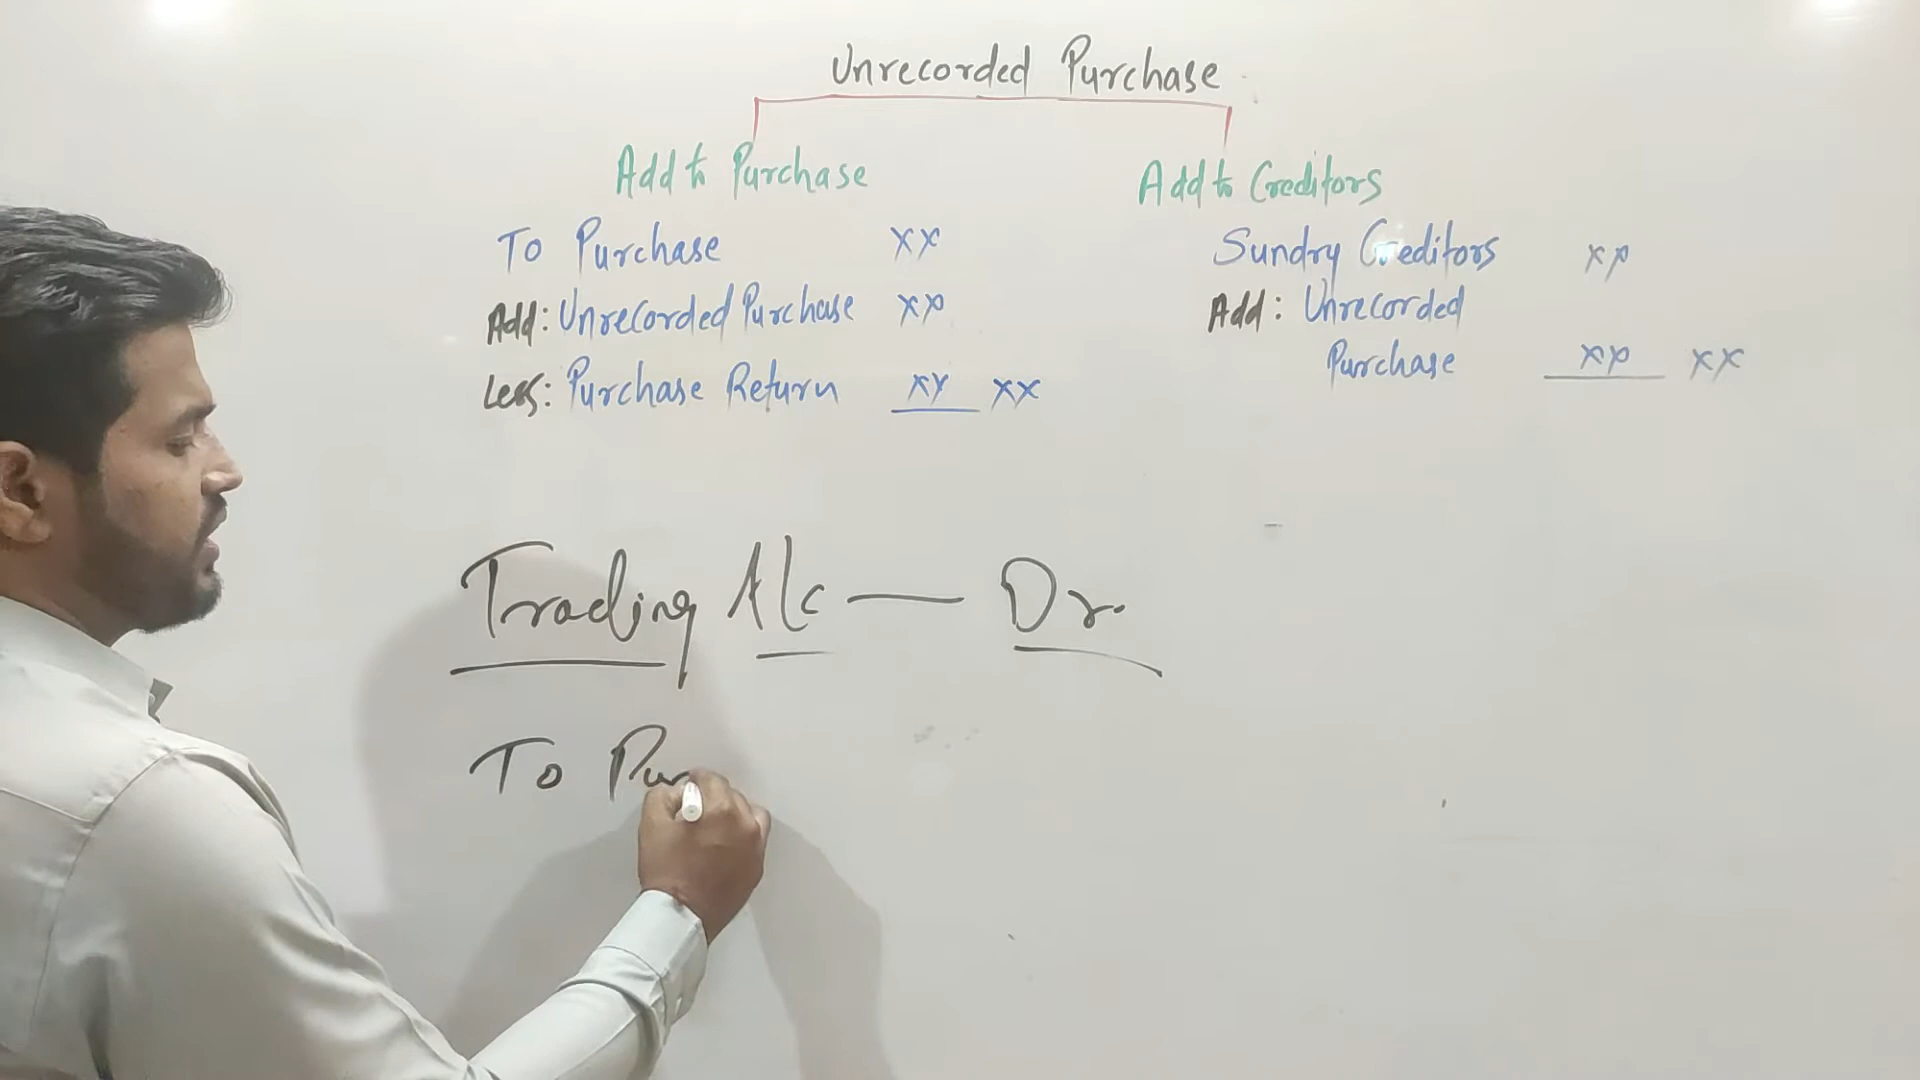 Unrecorded Purchase
Add to Purchase
To Purchase xx
Add: Unrecorded Purchase xx
Less: Purchase Return xx xx
Add to Creditors
Sundry Creditors xx
Add: Unrecorded
Purchase xx xx
Trading A/c — Dr.
To Pur